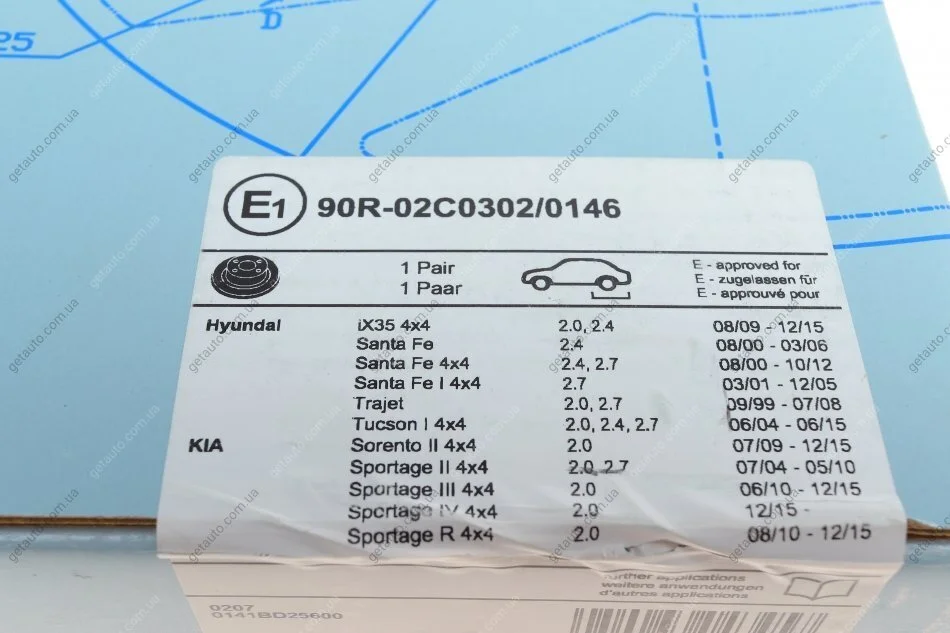 25
D
E1 90R-02C0302/0146
1 Pair
1 Paar
E - approved for
E - zugelassen für
E - approuvé pour
Hyundai iX35 4x4 2.0, 2.4 08/09 - 12/15
Santa Fe 2.4 08/00 - 03/06
Santa Fe 4x4 2.4, 2.7 08/00 - 10/12
Santa Fe I 4x4 2.7 03/01 - 12/05
Trajet 2.0, 2.7 09/99 - 07/08
Tucson I 4x4 2.0, 2.4, 2.7 06/04 - 06/15
KIA Sorento II 4x4 2.0 07/09 - 12/15
Sportage II 4x4 2.0, 2.7 07/04 - 05/10
Sportage III 4x4 2.0 06/10 - 12/15
Sportage IV 4x4 2.0 12/15 -
Sportage R 4x4 2.0 08/10 - 12/15
further applications
weitere anwendungen
d'autres applications
0207
0141BD25600
getauto.com.ua